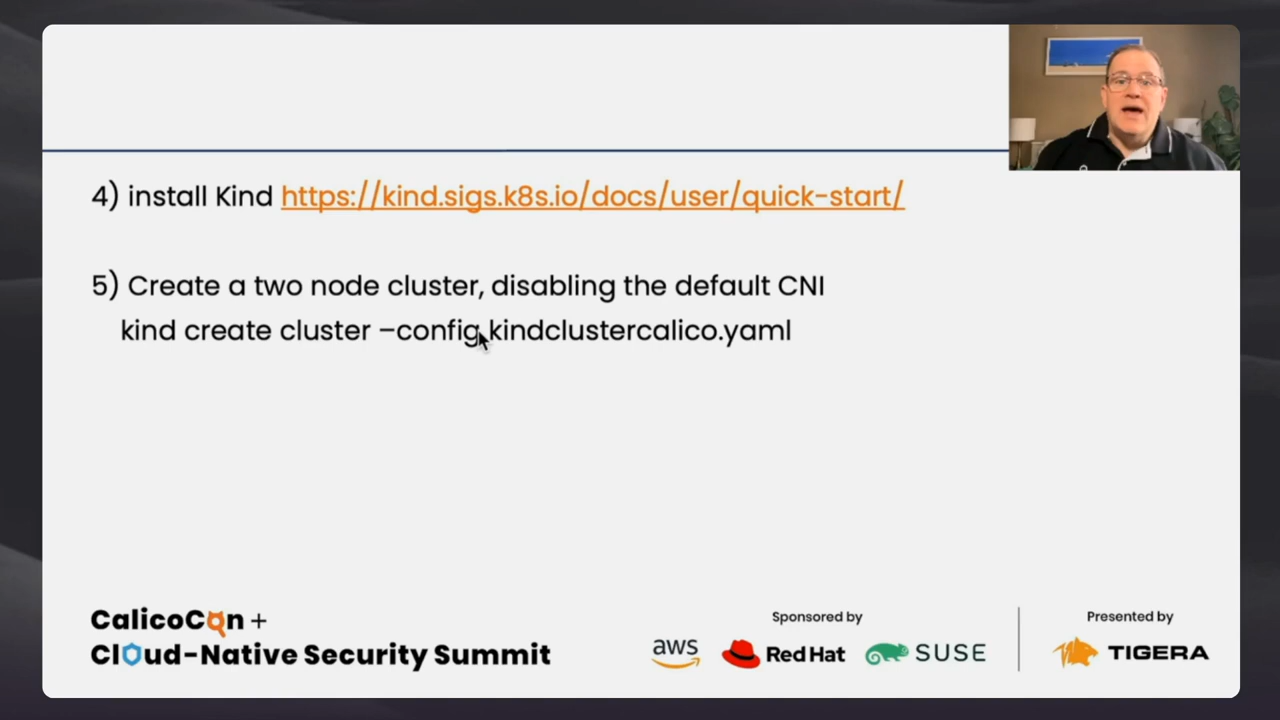 4) install Kind https://kind.sigs.k8s.io/docs/user/quick-start/
5) Create a two node cluster, disabling the default CNI
kind create cluster –config kindclustercalico.yaml
CalicoCon +
Cloud-Native Security Summit
Sponsored by
aws
Red Hat
SUSE
Presented by
TIGERA